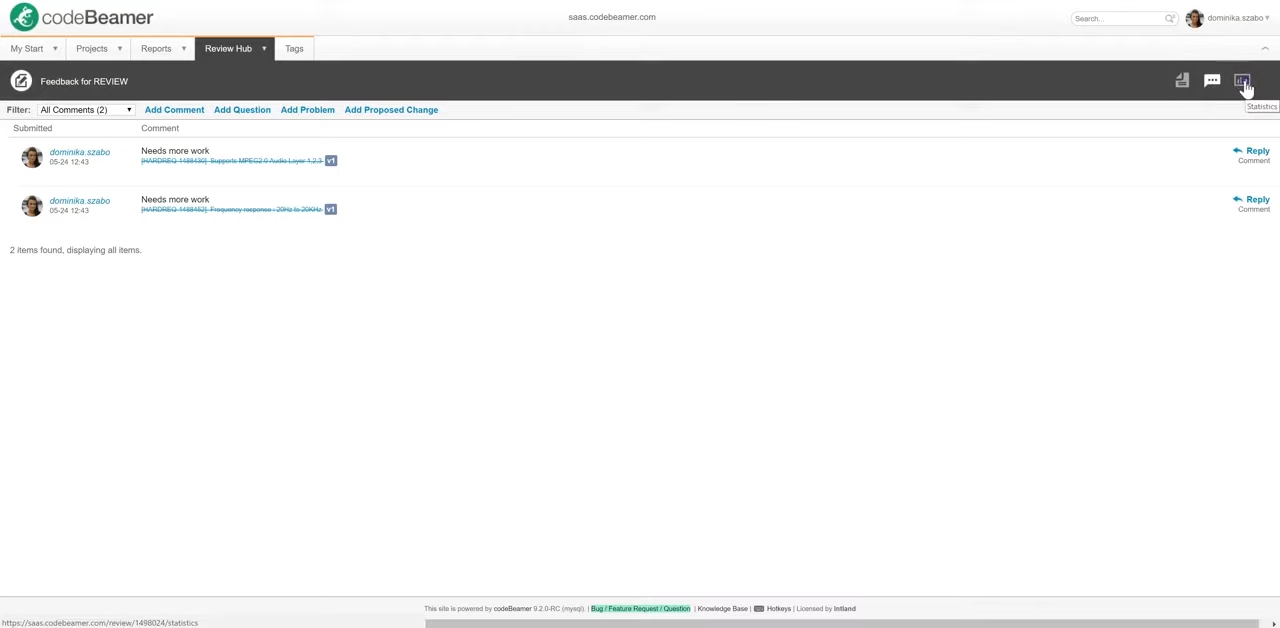 codeBeamer
saas.codebeamer.com
Search...
dominika.szabo
My Start
Projects
Reports
Review Hub
Tags
Feedback for REVIEW
Statistics
Filter: All Comments (2) Add Comment Add Question Add Problem Add Proposed Change
Submitted Comment
dominika.szabo
05-24 12:43
Needs more work
[HARDREQ-1488430] Supports MPEG2.0 Audio Layer 1,2,3 v1
Reply
Comment
dominika.szabo
05-24 12:43
Needs more work
[HARDREQ-1488452] Frequency response : 20Hz to 20KHz v1
Reply
Comment
2 items found, displaying all items.
This site is powered by codeBeamer 9.2.0-RC (mysql). | Bug / Feature Request / Question | Knowledge Base | Hotkeys | Licensed by Intland
https://saas.codebeamer.com/review/1498024/statistics